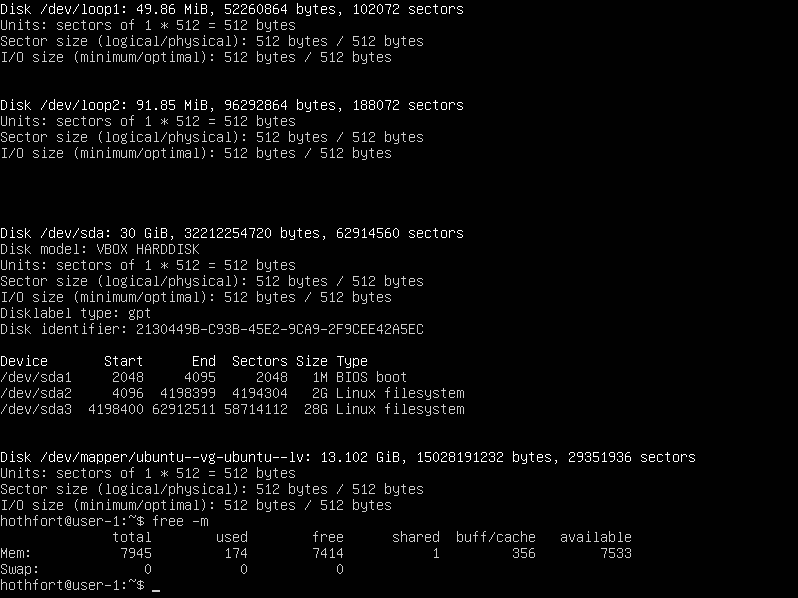 Disk /dev/loop1: 49.86 MiB, 52260864 bytes, 102072 sectors
Units: sectors of 1 * 512 = 512 bytes
Sector size (logical/physical): 512 bytes / 512 bytes
I/O size (minimum/optimal): 512 bytes / 512 bytes
Disk /dev/loop2: 91.85 MiB, 96292864 bytes, 188072 sectors
Units: sectors of 1 * 512 = 512 bytes
Sector size (logical/physical): 512 bytes / 512 bytes
I/O size (minimum/optimal): 512 bytes / 512 bytes
Disk /dev/sda: 30 GiB, 32212254720 bytes, 62914560 sectors
Disk model: VBOX HARDDISK
Units: sectors of 1 * 512 = 512 bytes
Sector size (logical/physical): 512 bytes / 512 bytes
I/O size (minimum/optimal): 512 bytes / 512 bytes
Disklabel type: gpt
Disk identifier: 2130449B-C93B-45E2-9CA9-2F9CEE42A5EC
Device       Start      End  Sectors Size Type
/dev/sda1     2048     4095     2048   1M BIOS boot
/dev/sda2     4096  4198399  4194304   2G Linux filesystem
/dev/sda3  4198400 62912511 58714112  28G Linux filesystem
Disk /dev/mapper/ubuntu--vg-ubuntu--lv: 13.102 GiB, 15028191232 bytes, 29351936 sectors
Units: sectors of 1 * 512 = 512 bytes
Sector size (logical/physical): 512 bytes / 512 bytes
I/O size (minimum/optimal): 512 bytes / 512 bytes
hothfort@user-1:~$ free -m
              total        used        free      shared  buff/cache   available
Mem:           7945         174        7414           1         356        7533
Swap:             0           0           0
hothfort@user-1:~$ _